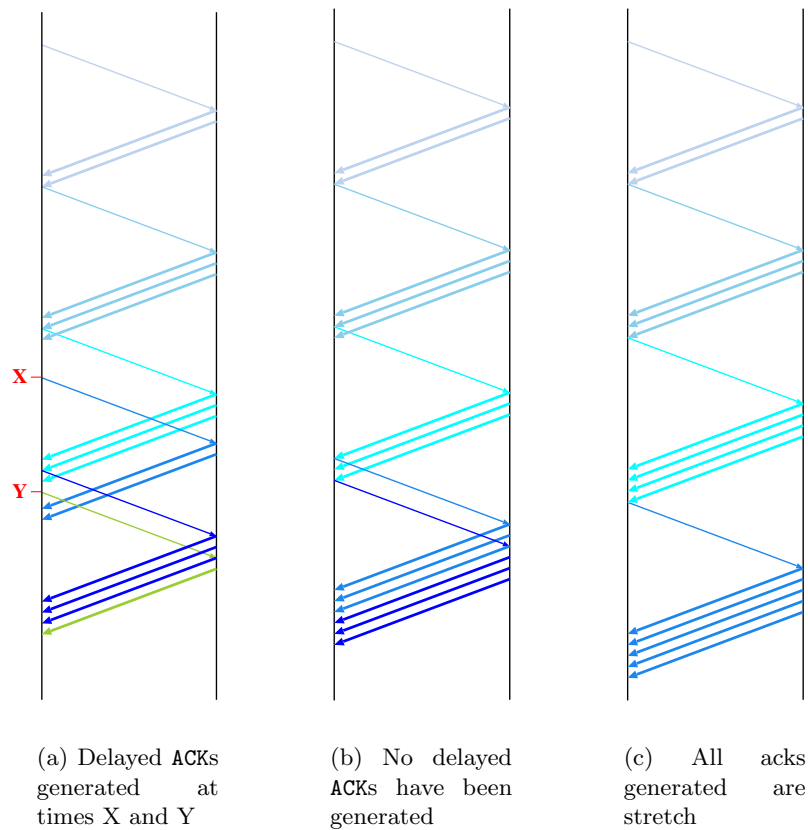 X
Y
(a) Delayed ACKs
generated at
times X and Y
(b) No delayed
ACKs have been
generated
(c) All acks
generated are
stretch